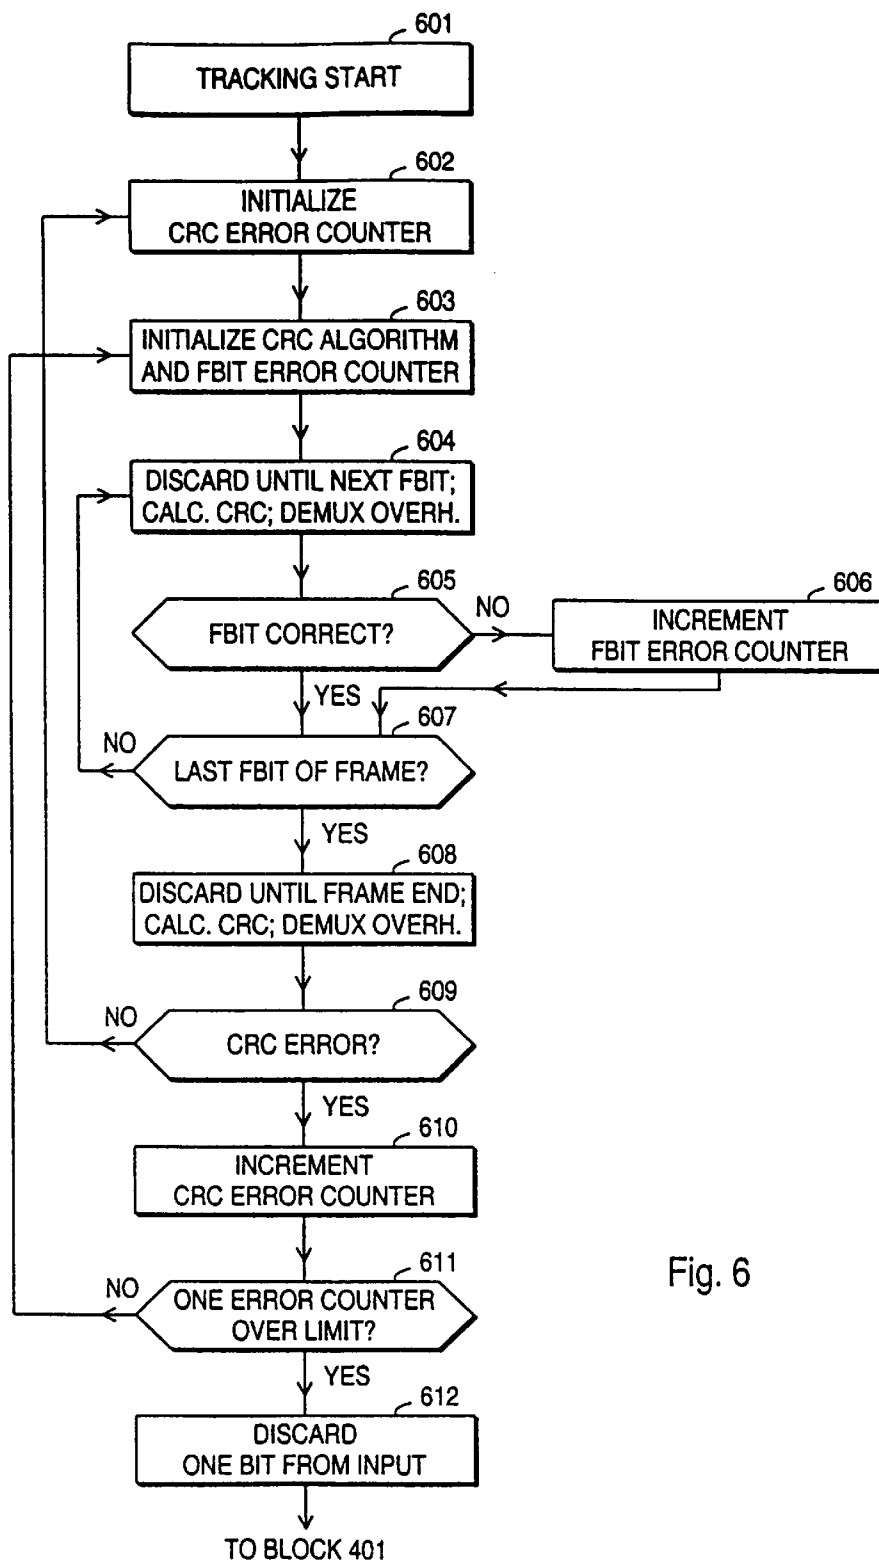 601
TRACKING START
602
INITIALIZE
CRC ERROR COUNTER
603
INITIALIZE CRC ALGORITHM
AND FBIT ERROR COUNTER
604
DISCARD UNTIL NEXT FBIT;
CALC. CRC; DEMUX OVERH.
605
FBIT CORRECT?
NO
606
INCREMENT
FBIT ERROR COUNTER
YES
607
NO
LAST FBIT OF FRAME?
YES
608
DISCARD UNTIL FRAME END;
CALC. CRC; DEMUX OVERH.
609
NO
CRC ERROR?
YES
610
INCREMENT
CRC ERROR COUNTER
611
NO
ONE ERROR COUNTER
OVER LIMIT?
YES
612
DISCARD
ONE BIT FROM INPUT
TO BLOCK 401
Fig. 6